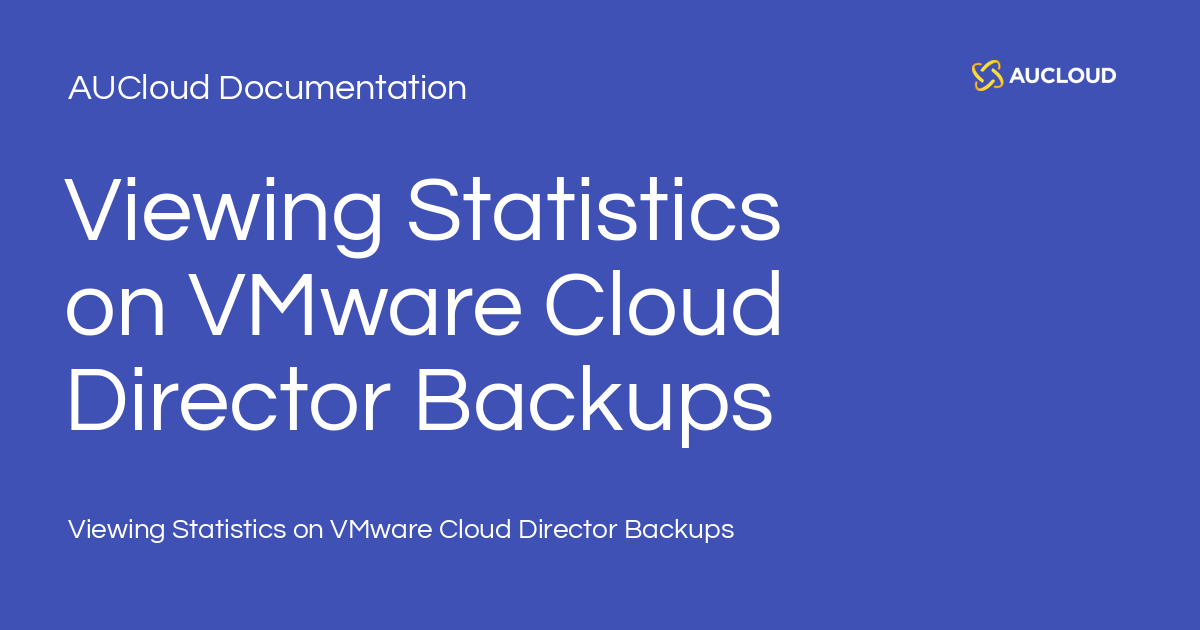 AUCloud Documentation
AUCLOUD
Viewing Statistics
on VMware Cloud
Director Backups
Viewing Statistics on VMware Cloud Director Backups